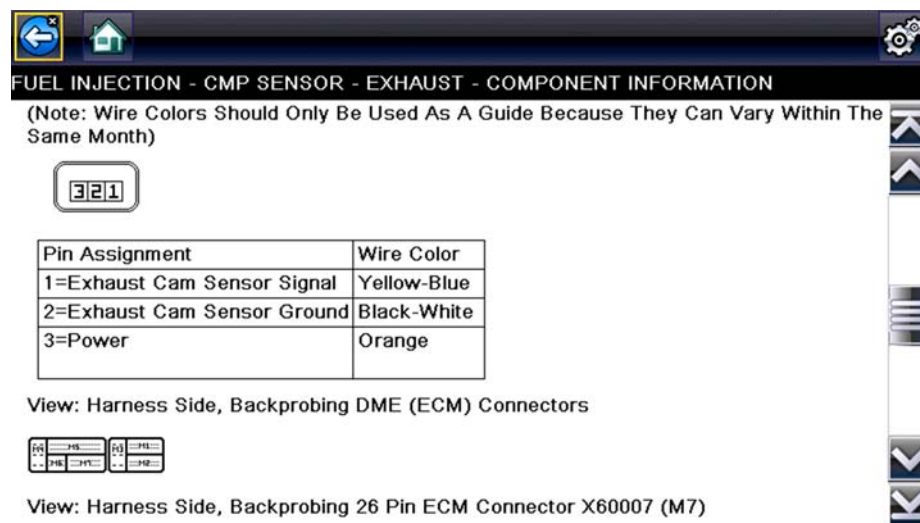 FUEL INJECTION - CMP SENSOR - EXHAUST - COMPONENT INFORMATION
(Note: Wire Colors Should Only Be Used As A Guide Because They Can Vary Within The
Same Month)
3 2 1
Pin Assignment Wire Color
1=Exhaust Cam Sensor Signal Yellow-Blue
2=Exhaust Cam Sensor Ground Black-White
3=Power Orange
View: Harness Side, Backprobing DME (ECM) Connectors
View: Harness Side, Backprobing 26 Pin ECM Connector X60007 (M7)